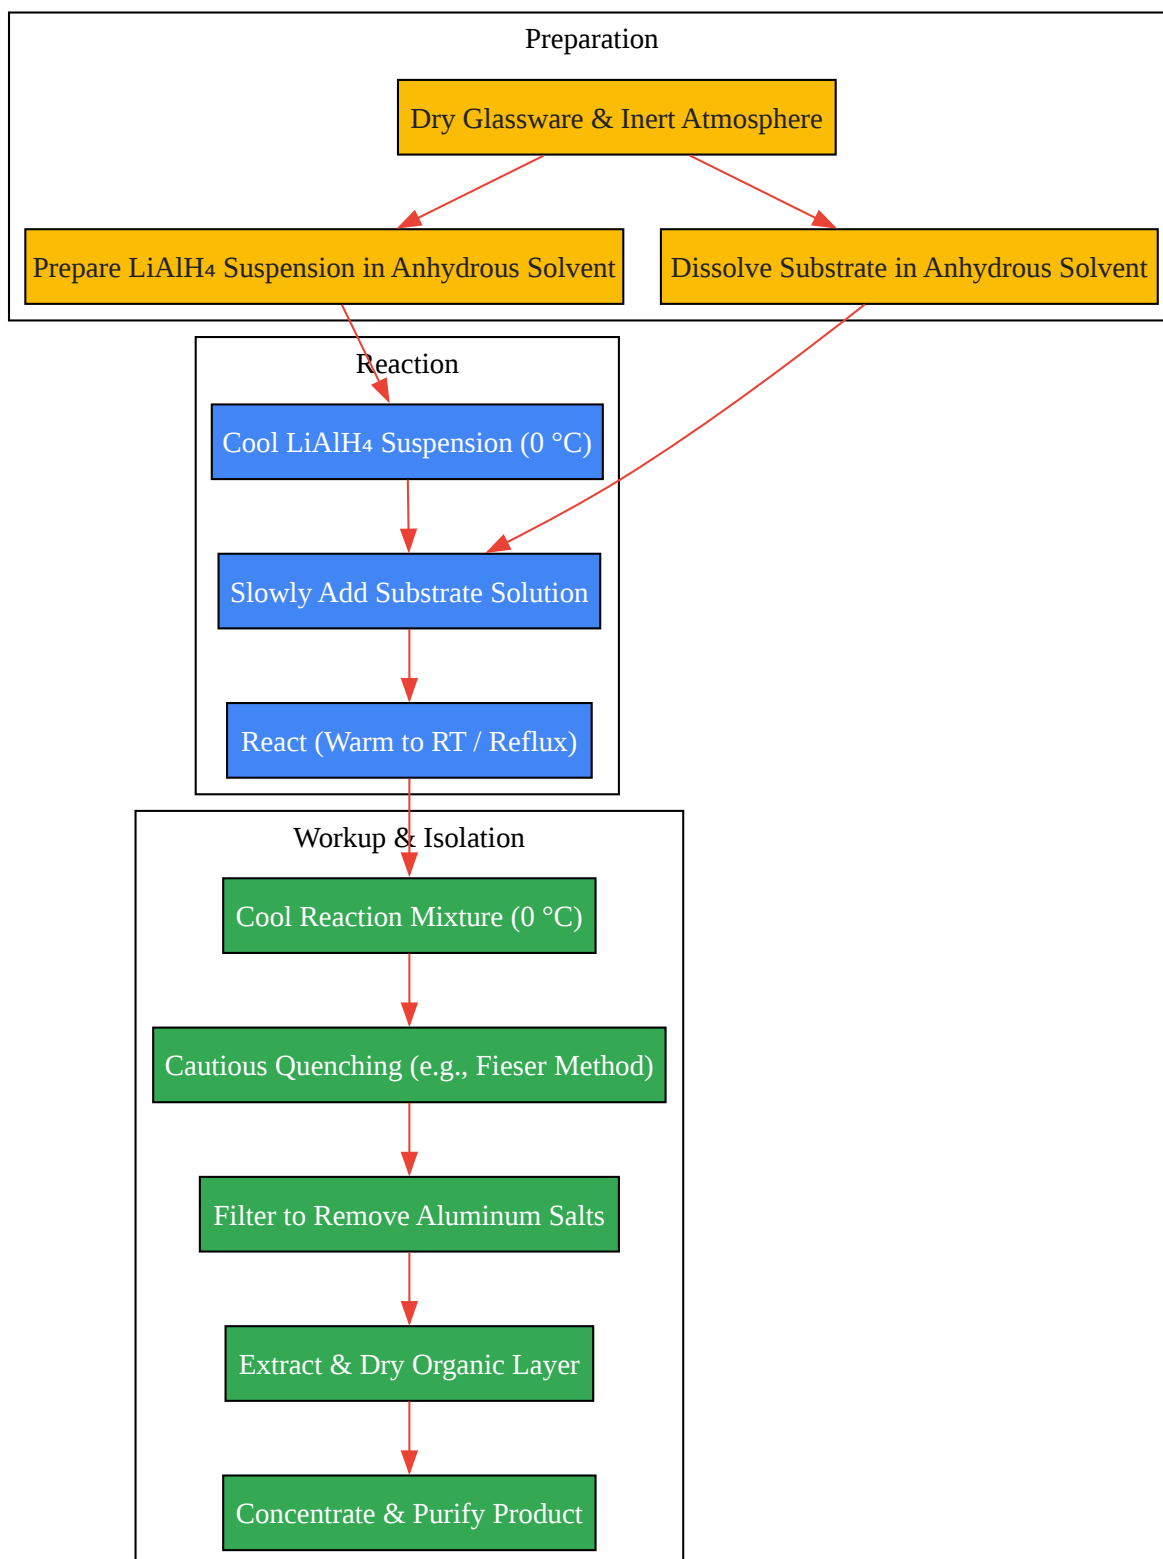 Preparation
Dry Glassware & Inert Atmosphere
Prepare LiAlH₄ Suspension in Anhydrous Solvent
Dissolve Substrate in Anhydrous Solvent
Reaction
Cool LiAlH₄ Suspension (0 °C)
Slowly Add Substrate Solution
React (Warm to RT / Reflux)
Workup & Isolation
Cool Reaction Mixture (0 °C)
Cautious Quenching (e.g., Fieser Method)
Filter to Remove Aluminum Salts
Extract & Dry Organic Layer
Concentrate & Purify Product